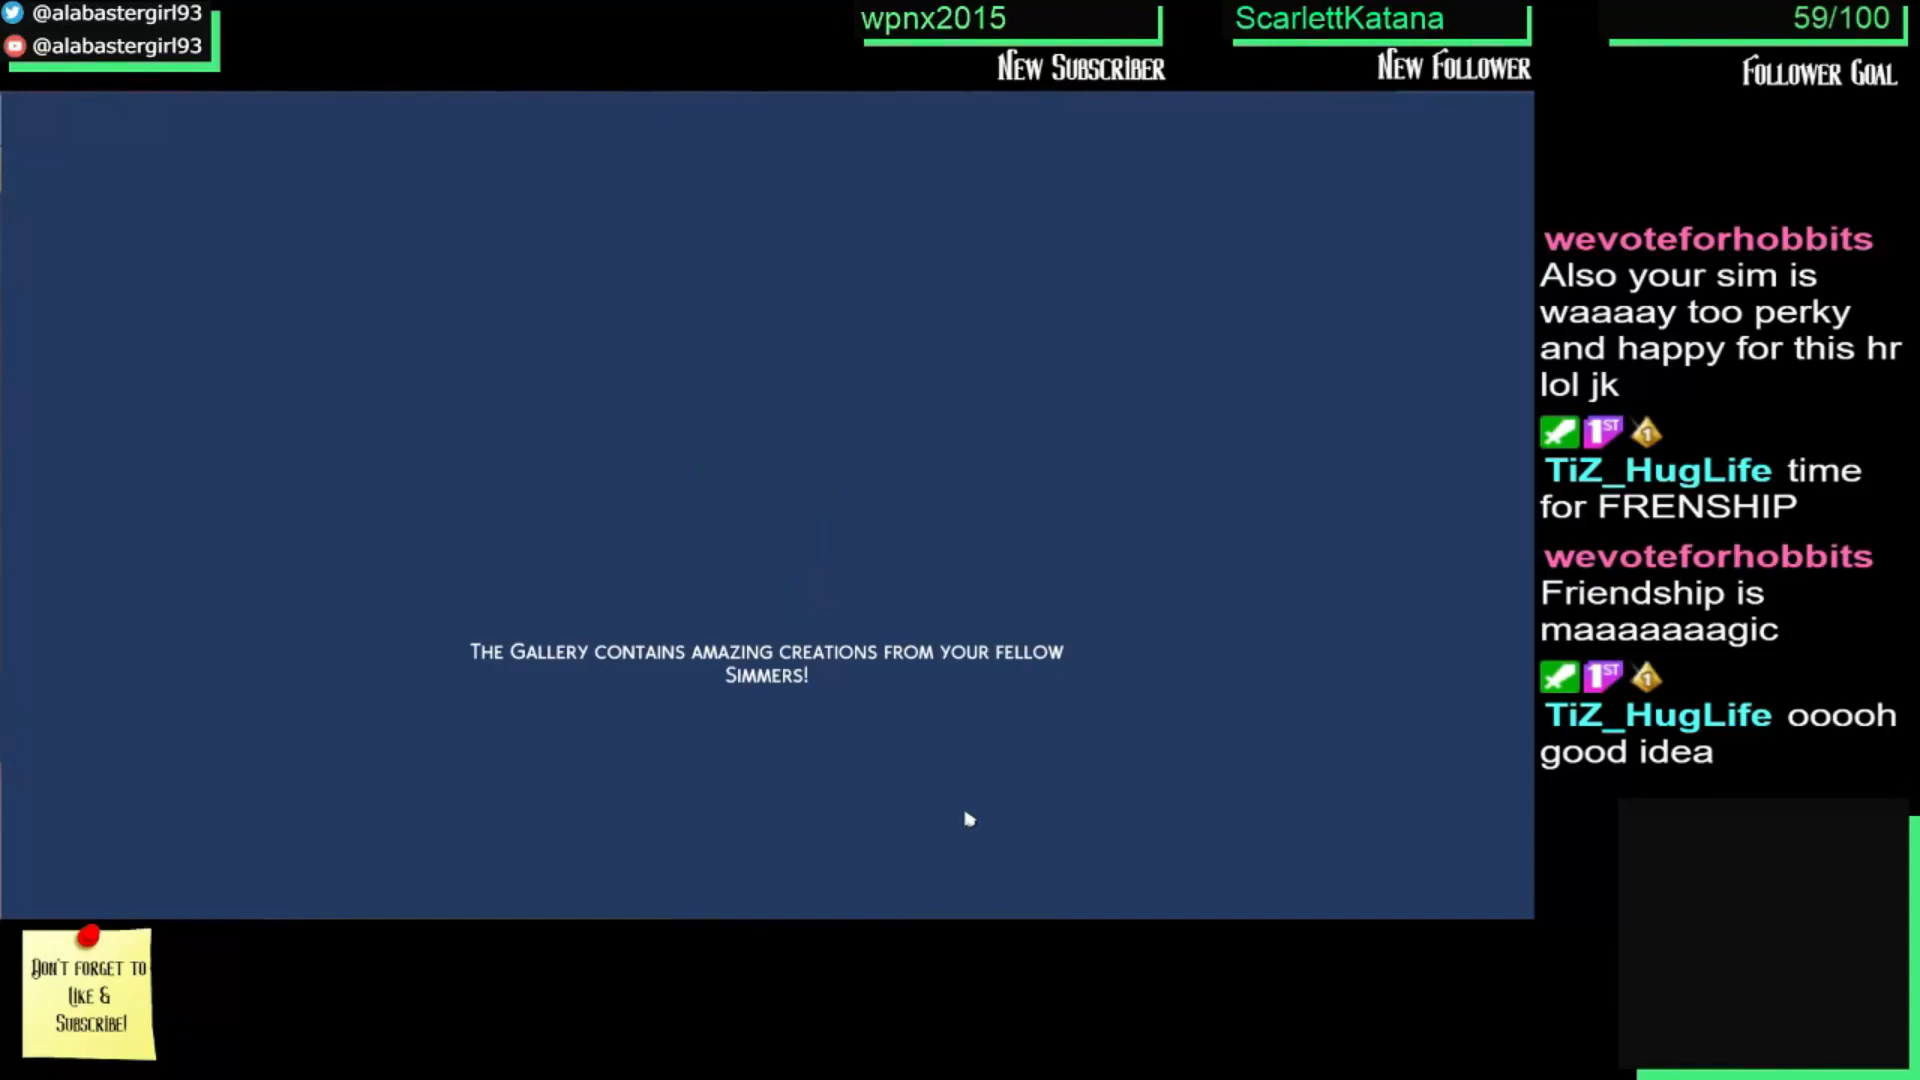 @alabastergirl93
@alabastergirl93
wpnx2015
New Subscriber
ScarlettKatana
New Follower
59/100
Follower Goal
The Gallery contains amazing creations from your fellow
Simmers!
wevoteforhobbits
Also your sim is
waaaay too perky
and happy for this hr
lol jk
1ST 1
TiZ_HugLife time
for FRENSHIP
wevoteforhobbits
Friendship is
maaaaaaagic
1ST 1
TiZ_HugLife ooooh
good idea
Don't forget to
Like &
Subscribe!